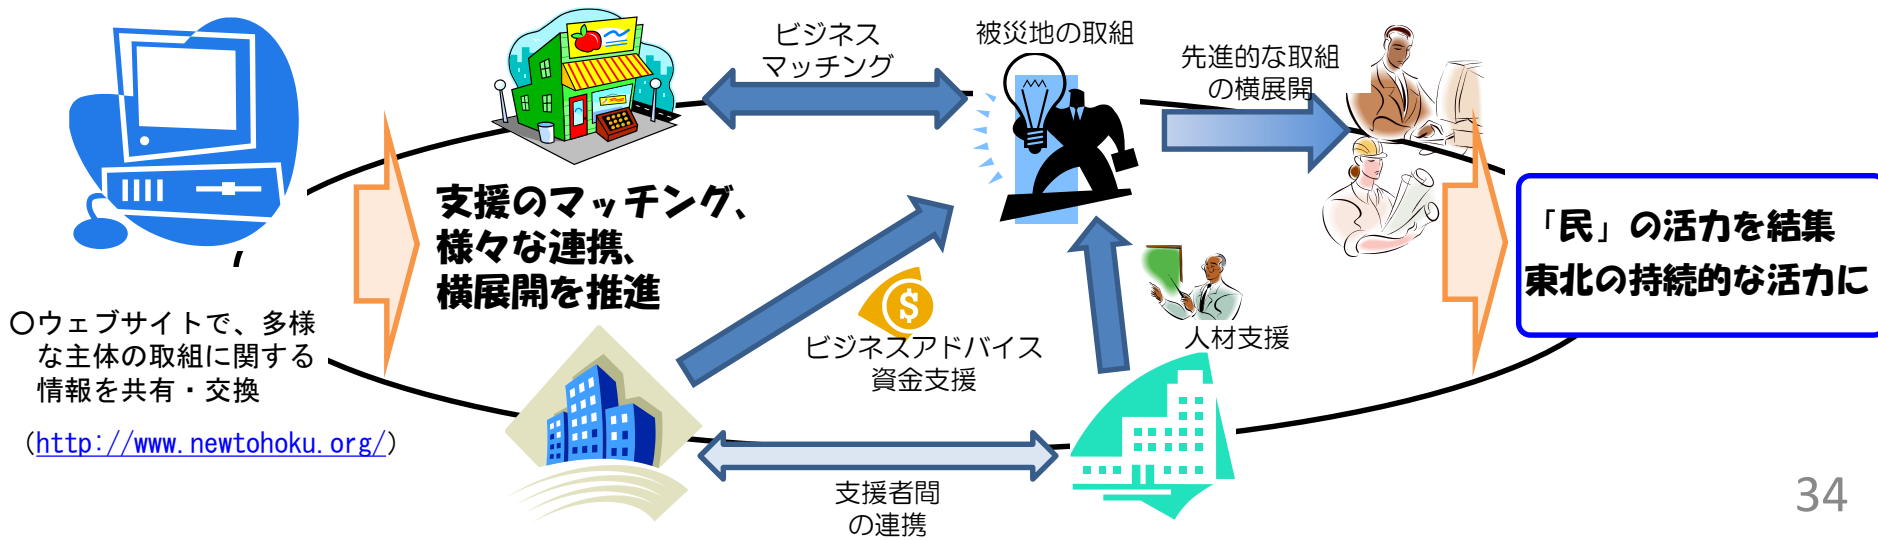 ビジネス
マッチング
被災地の取組
先進的な取組
の横展開
支援のマッチング、
様々な連携、
横展開を推進
「民」の活力を結集
東北の持続的な活力に
○ウェブサイトで、多様
な主体の取組に関する
情報を共有・交換
(http://www.newtohoku.org/)
ビジネスアドバイス
資金支援
人材支援
支援者間
の連携
34